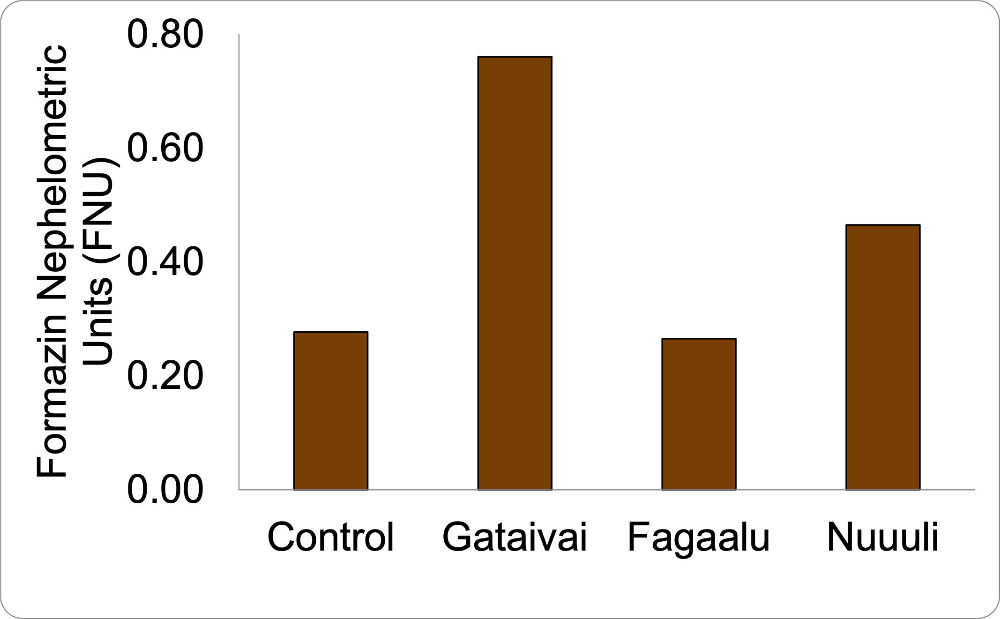 Formazin Nephelometric
Units (FNU)
0.80
0.60
0.40
0.20
0.00
Control
Gataivai
Fagaalu
Nuuuli